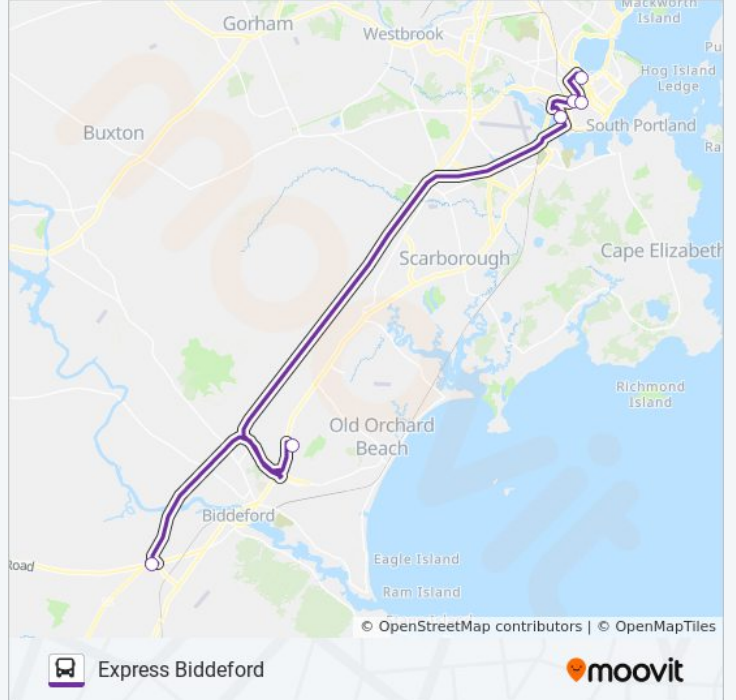 Mackworth
Island
Gorham
Westbrook
Pu
Hog Island
Ledge
Buxton
South Portland
Ra
Scarborough
Cape Elizabeth
Richmond
Island
Old Orchard
Beach
Biddeford
Eagle Island
Road
Ram Island
moovit
© OpenStreetMap contributors | © OpenMapTiles
Express Biddeford
moovit